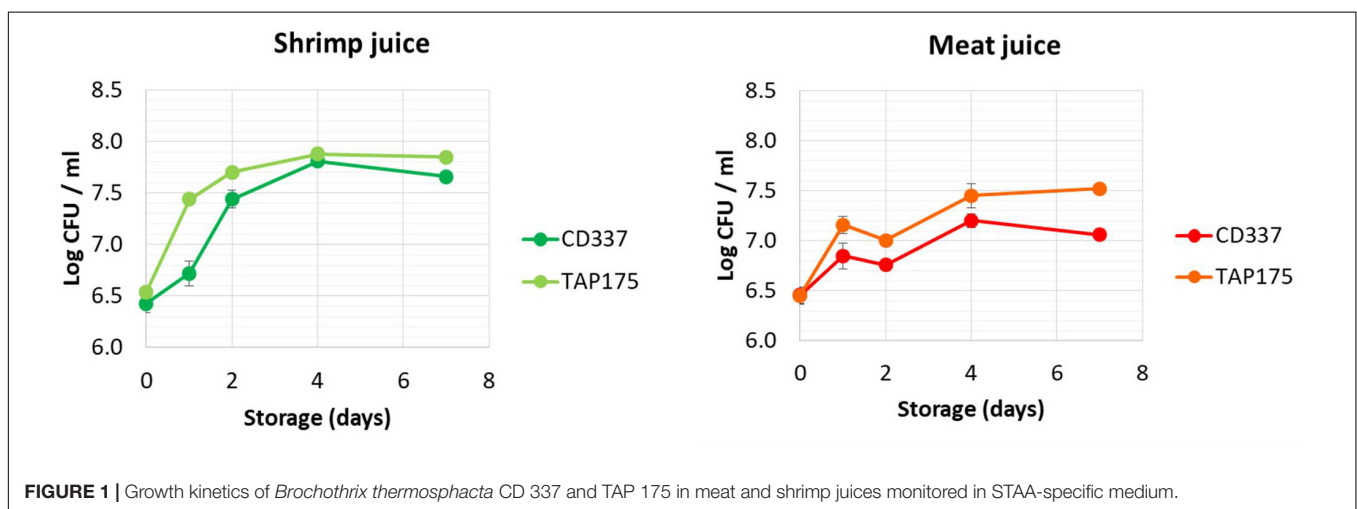 Shrimp juice
8.5
8.0
7.5
7.0
6.5
6.0
Log CFU / ml
0 2 4 6 8
Storage (days)
CD337
TAP175
Meat juice
8.5
8.0
7.5
7.0
6.5
6.0
Log CFU / ml
0 2 4 6 8
Storage (days)
CD337
TAP175
FIGURE 1 | Growth kinetics of Brochothrix thermosphacta CD 337 and TAP 175 in meat and shrimp juices monitored in STAA-specific medium.